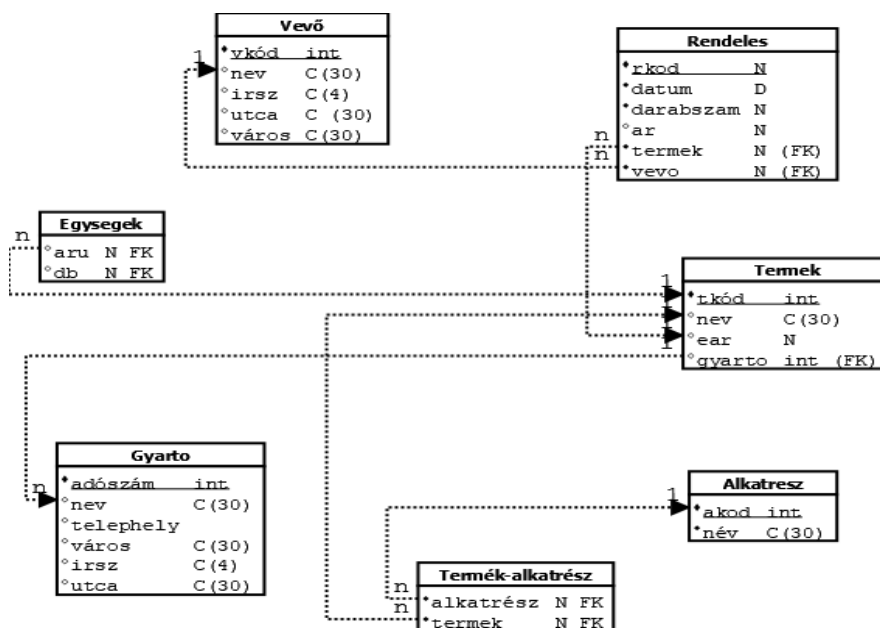 Vevő
vkód int
nev C(30)
irsz C(4)
utca C (30)
város C(30)
1
Rendeles
rkod N
datum D
darabszam N
ar N
termek N (FK)
vevo N (FK)
n
n
Egysegek
aru N FK
db N FK
n
Termek
tkód int
nev C(30)
ear N
gyarto int (FK)
1
1
1
1
Gyarto
adószám int
nev C(30)
telephely
város C(30)
irsz C(4)
utca C(30)
n
Alkatresz
akod int
név C(30)
1
Termék-alkatrész
alkatrész N FK
termek N FK
n
n